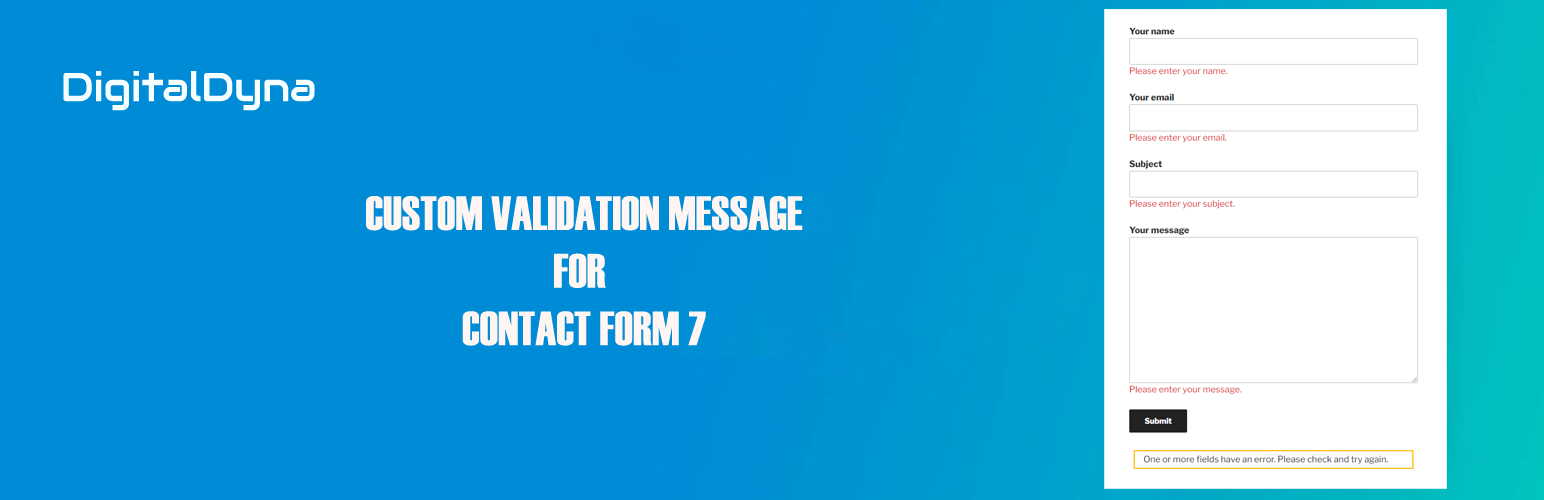 DigitalDyna
CUSTOM VALIDATION MESSAGE
FOR
CONTACT FORM 7
Your name
Please enter your name.
Your email
Please enter your email.
Subject
Please enter your subject.
Your message
Please enter your message.
Submit
One or more fields have an error. Please check and try again.